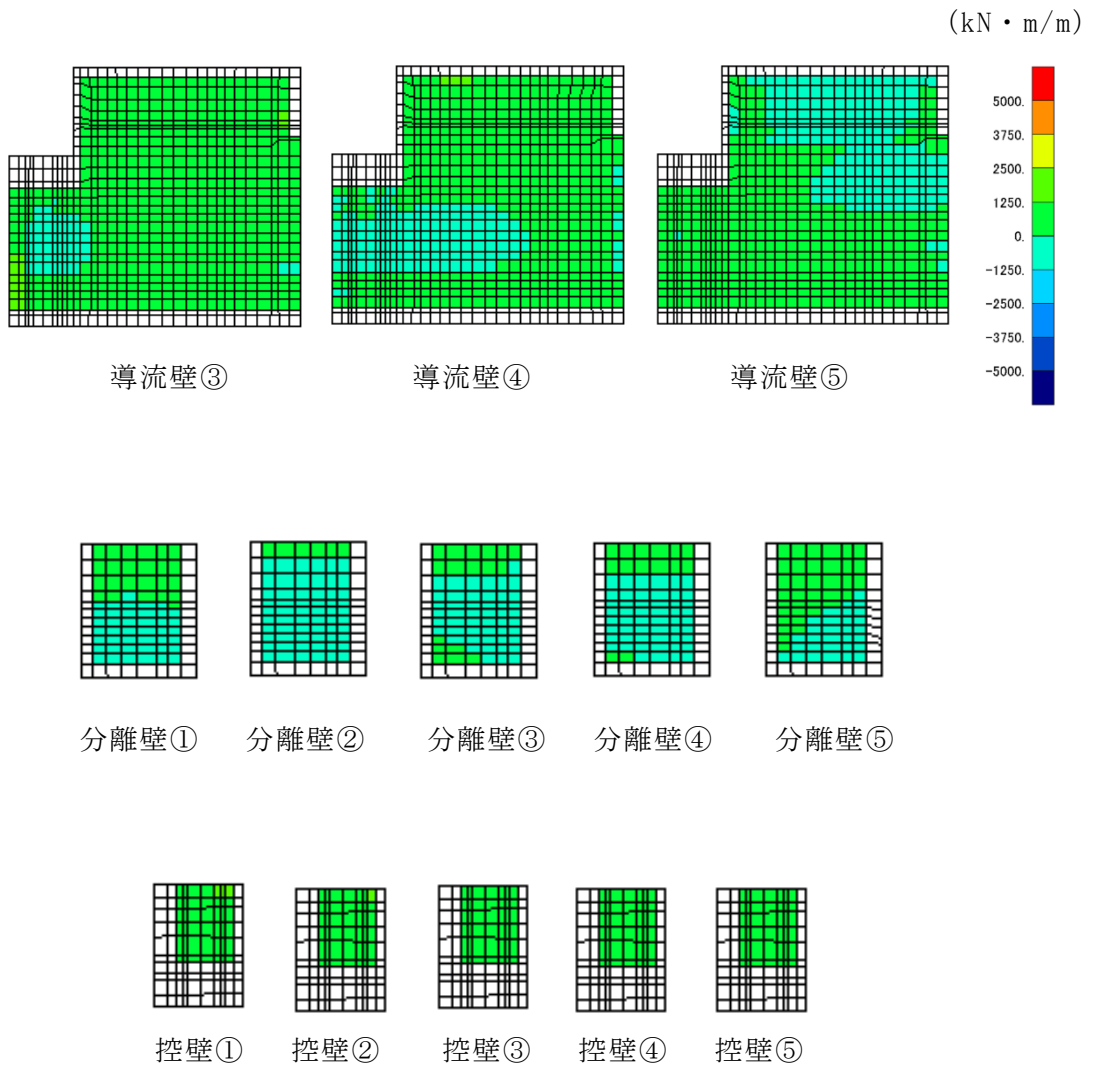 (kN・m/m)
5000.
3750.
2500.
1250.
0.
-1250.
-2500.
-3750.
-5000.
導流壁③ 導流壁④ 導流壁⑤
分離壁① 分離壁② 分離壁③ 分離壁④ 分離壁⑤
控壁① 控壁② 控壁③ 控壁④ 控壁⑤